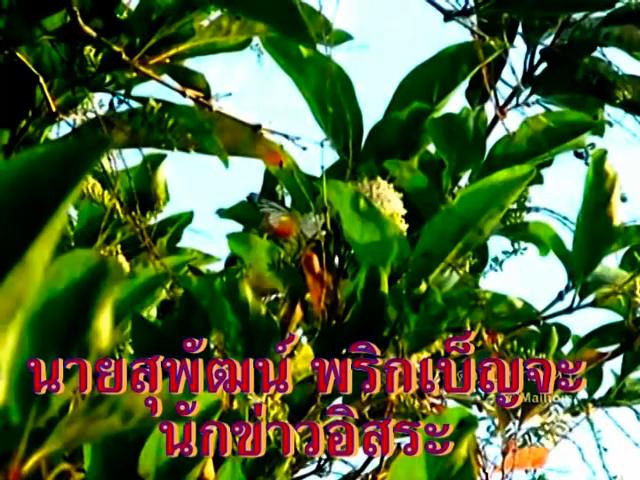 นายสุพัฒน์ พริกเบ็ญจะ
นักข่าวอิสระ